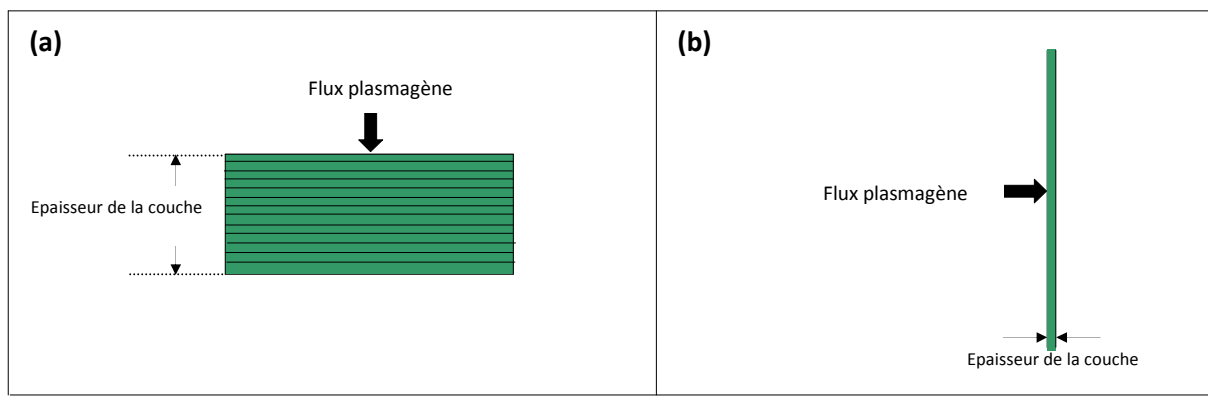 (a)
Flux plasmagène
Epaisseur de la couche
(b)
Flux plasmagène
Epaisseur de la couche